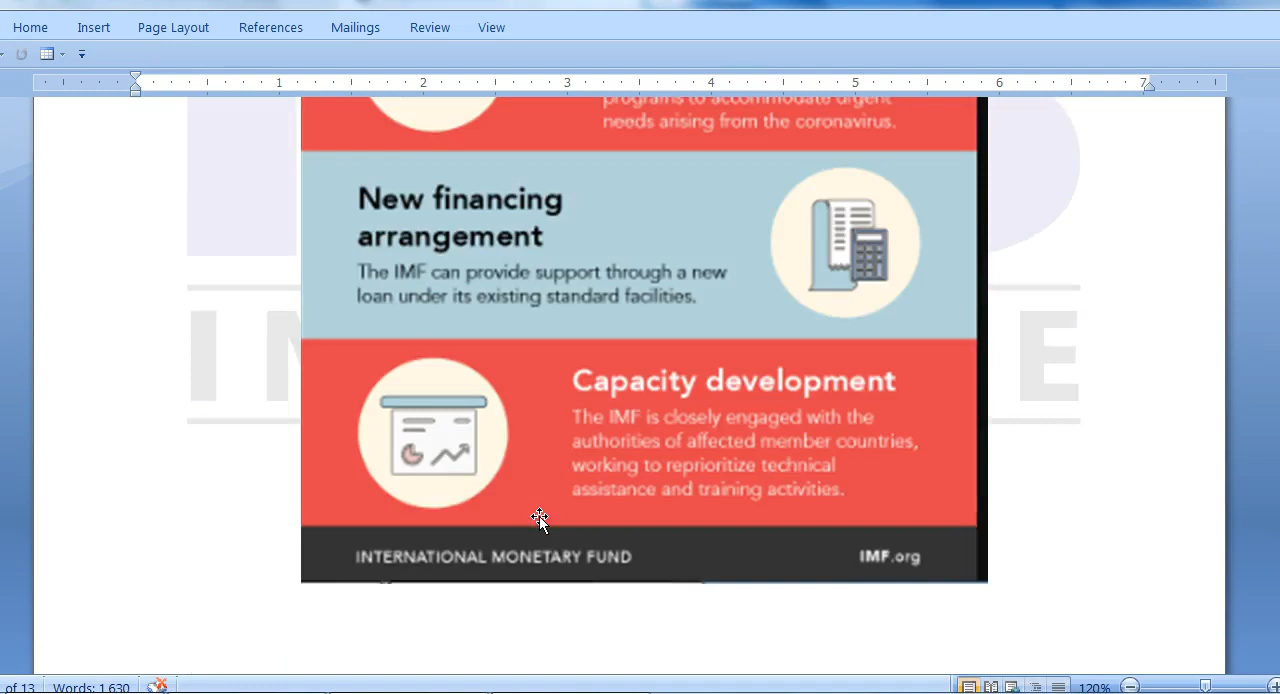 Home Insert Page Layout References Mailings Review View
1 2 3 4 5 6 7
programs to accommodate urgent
needs arising from the coronavirus.
New financing
arrangement
The IMF can provide support through a new
loan under its existing standard facilities.
Capacity development
The IMF is closely engaged with the
authorities of affected member countries,
working to reprioritize technical
assistance and training activities.
INTERNATIONAL MONETARY FUND IMF.org
of 13 Words: 1,630 120%